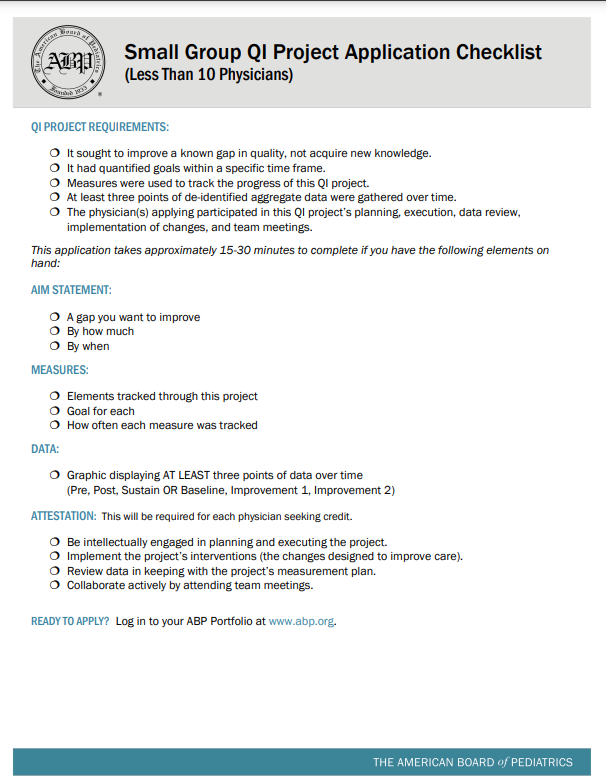 The American Board of Pediatrics
ABP
Founded 1933
®
Small Group QI Project Application Checklist
(Less Than 10 Physicians)
QI PROJECT REQUIREMENTS:
It sought to improve a known gap in quality, not acquire new knowledge.
It had quantified goals within a specific time frame.
Measures were used to track the progress of this QI project.
At least three points of de-identified aggregate data were gathered over time.
The physician(s) applying participated in this QI project's planning, execution, data review,
implementation of changes, and team meetings.
This application takes approximately 15-30 minutes to complete if you have the following elements on
hand:
AIM STATEMENT:
A gap you want to improve
By how much
By when
MEASURES:
Elements tracked through this project
Goal for each
How often each measure was tracked
DATA:
Graphic displaying AT LEAST three points of data over time
(Pre, Post, Sustain OR Baseline, Improvement 1, Improvement 2)
ATTESTATION: This will be required for each physician seeking credit.
Be intellectually engaged in planning and executing the project.
Implement the project's interventions (the changes designed to improve care).
Review data in keeping with the project's measurement plan.
Collaborate actively by attending team meetings.
READY TO APPLY? Log in to your ABP Portfolio at www.abp.org.
THE AMERICAN BOARD of PEDIATRICS